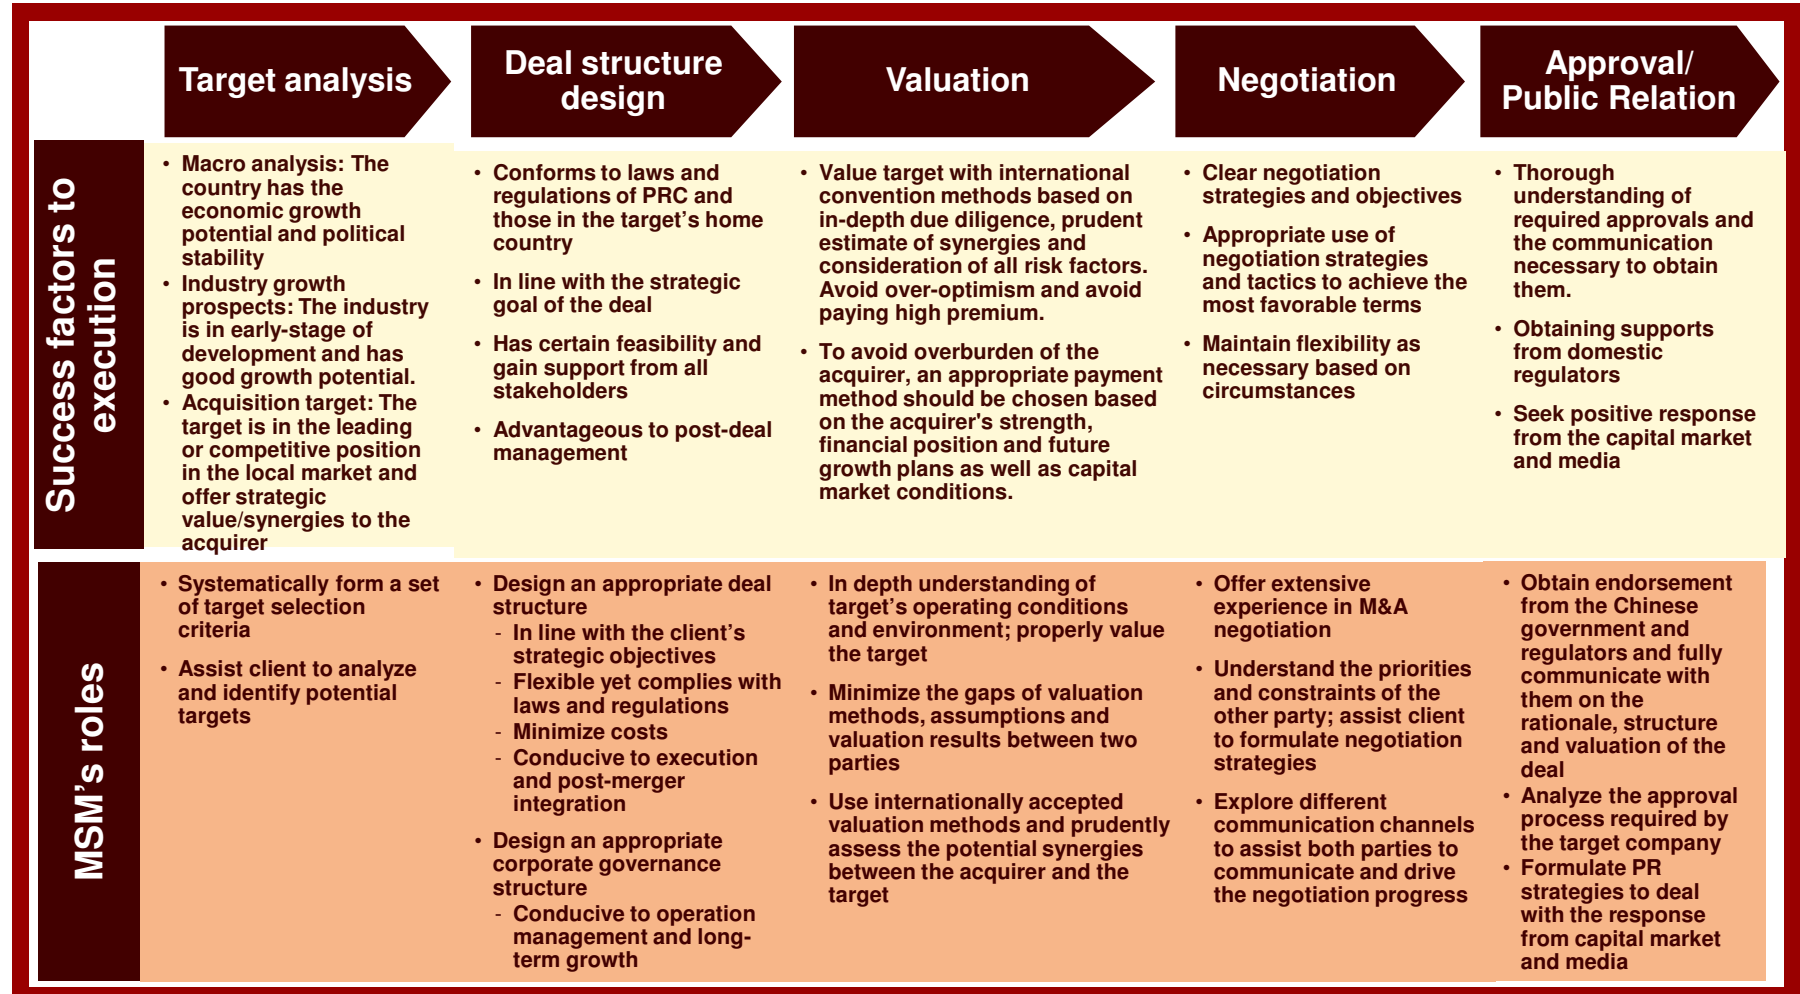 Target analysis
Deal structure
design
Valuation
Negotiation
Approval/
Public Relation
Success factors to
execution
• Macro analysis: The
country has the
economic growth
potential and political
stability
• Industry growth
prospects: The industry
is in early-stage of
development and has
good growth potential.
• Acquisition target: The
target is in the leading
or competitive position
in the local market and
offer strategic
value/synergies to the
acquirer
• Conforms to laws and
regulations of PRC and
those in the target’s home
country
• In line with the strategic
goal of the deal
• Has certain feasibility and
gain support from all
stakeholders
• Advantageous to post-deal
management
• Value target with international
convention methods based on
in-depth due diligence, prudent
estimate of synergies and
consideration of all risk factors.
Avoid over-optimism and avoid
paying high premium.
• To avoid overburden of the
acquirer, an appropriate payment
method should be chosen based
on the acquirer's strength,
financial position and future
growth plans as well as capital
market conditions.
• Clear negotiation
strategies and objectives
• Appropriate use of
negotiation strategies
and tactics to achieve the
most favorable terms
• Maintain flexibility as
necessary based on
circumstances
• Thorough
understanding of
required approvals and
the communication
necessary to obtain
them.
• Obtaining supports
from domestic
regulators
• Seek positive response
from the capital market
and media
MSM’s roles
• Systematically form a set
of target selection
criteria
• Assist client to analyze
and identify potential
targets
• Design an appropriate deal
structure
- In line with the client’s
strategic objectives
- Flexible yet complies with
laws and regulations
- Minimize costs
- Conducive to execution
and post-merger
integration
• Design an appropriate
corporate governance
structure
- Conducive to operation
management and long-
term growth
• In depth understanding of
target’s operating conditions
and environment; properly value
the target
• Minimize the gaps of valuation
methods, assumptions and
valuation results between two
parties
• Use internationally accepted
valuation methods and prudently
assess the potential synergies
between the acquirer and the
target
• Offer extensive
experience in M&A
negotiation
• Understand the priorities
and constraints of the
other party; assist client
to formulate negotiation
strategies
• Explore different
communication channels
to assist both parties to
communicate and drive
the negotiation progress
• Obtain endorsement
from the Chinese
government and
regulators and fully
communicate with
them on the
rationale, structure
and valuation of the
deal
• Analyze the approval
process required by
the target company
• Formulate PR
strategies to deal
with the response
from capital market
and media